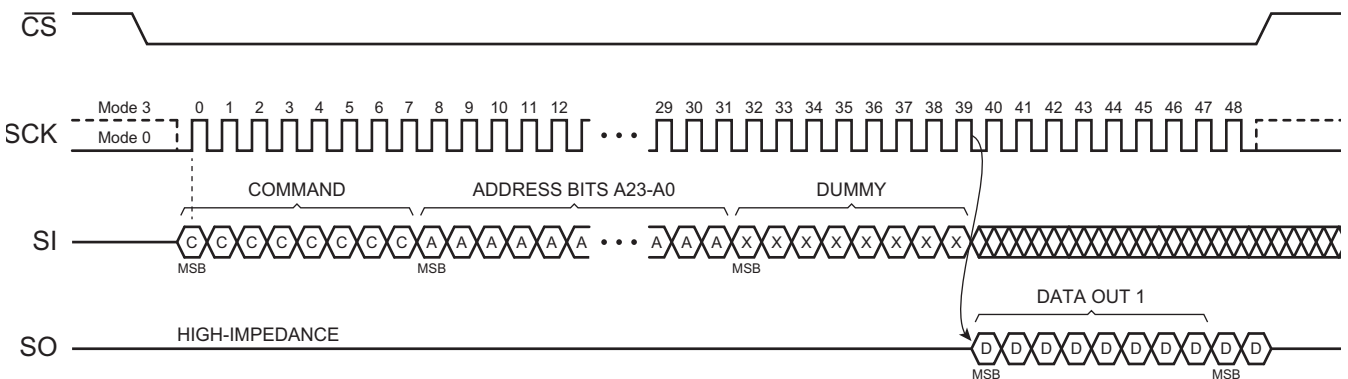 CS
Mode 3
0 1 2 3 4 5 6 7 8 9 10 11 12 29 30 31 32 33 34 35 36 37 38 39 40 41 42 43 44 45 46 47 48
SCK
Mode 0
COMMAND ADDRESS BITS A23-A0 DUMMY
SI
C C C C C C C C A A A A A A • • • A A A X X X X X X X X
MSB MSB MSB
DATA OUT 1
HIGH-IMPEDANCE
SO
D D D D D D D D D D
MSB MSB